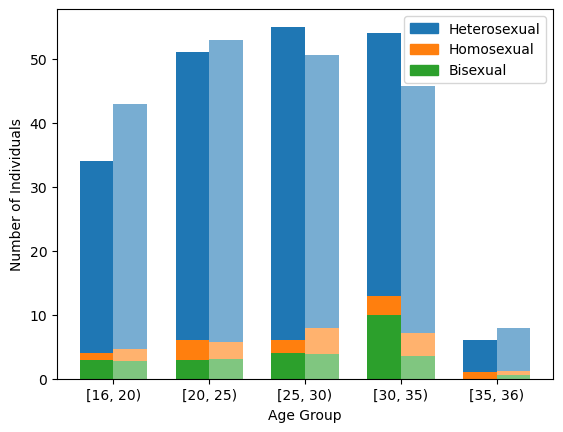 Heterosexual
Homosexual
Bisexual
Number of Individuals
50
40
30
20
10
0
[16, 20)
[20, 25)
[25, 30)
[30, 35)
[35, 36)
Age Group